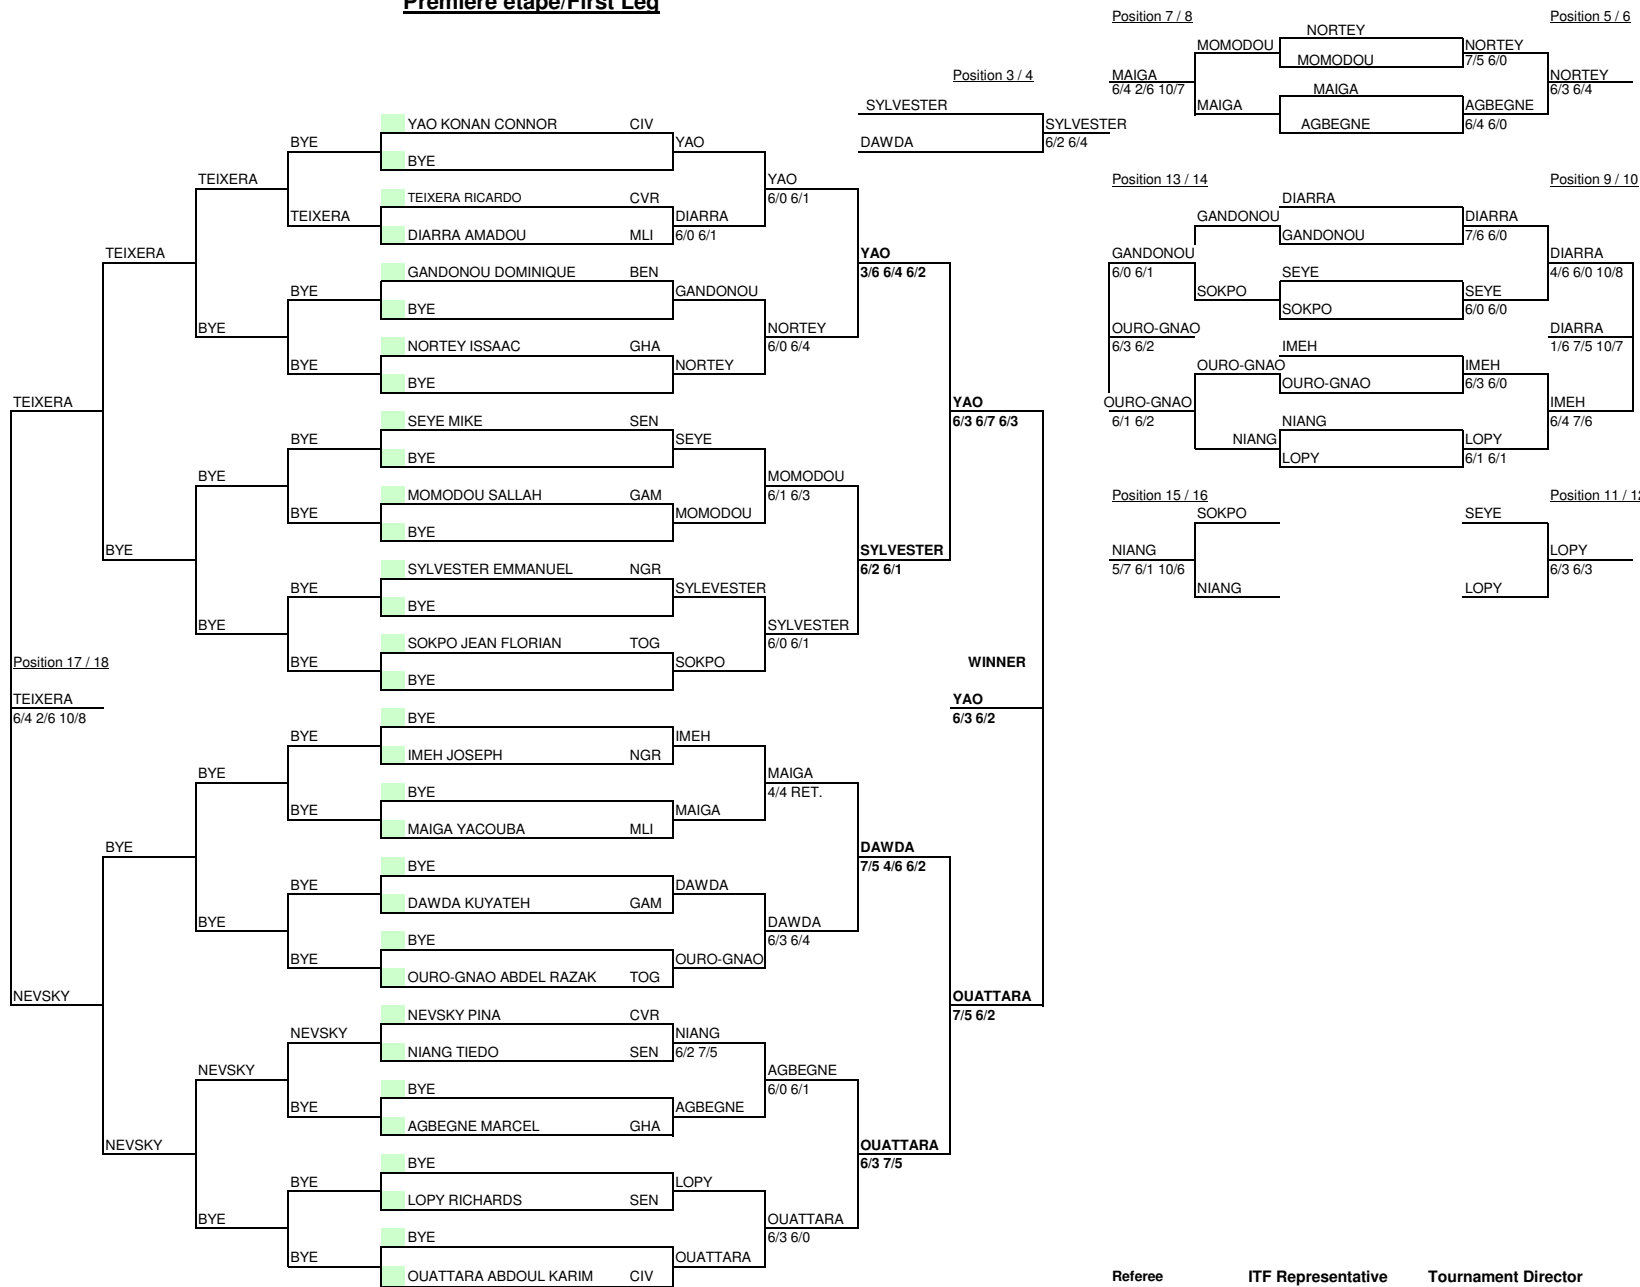 Première étape/First Leg
Position 7 / 8
Position 5 / 6
NORTEY
MOMODOU
NORTEY
MOMODOU
7/5 6/0
Position 3 / 4
MAIGA
NORTEY
6/4 2/6 10/7
MAIGA
6/3 6/4
SYLVESTER
MAIGA
AGBEGNE
YAO KONAN CONNOR CIV
SYLVESTER
AGBEGNE
6/4 6/0
BYE
YAO
DAWDA
6/2 6/4
BYE
TEIXERA
YAO
Position 13 / 14
Position 9 / 10
TEIXERA RICARDO CVR
6/0 6/1
DIARRA
TEIXERA
DIARRA
GANDONOU
DIARRA
DIARRA AMADOU MLI
6/0 6/1
GANDONOU
7/6 6/0
TEIXERA
YAO
GANDONOU
DIARRA
GANDONOU DOMINIQUE BEN
3/6 6/4 6/2
6/0 6/1
SEYE
4/6 6/0 10/8
BYE
GANDONOU
SOKPO
SEYE
BYE
SOKPO
6/0 6/0
BYE
NORTEY
OURO-GNAO
DIARRA
NORTEY ISSAAC GHA
6/0 6/4
6/3 6/2
IMEH
1/6 7/5 10/7
BYE
NORTEY
OURO-GNAO
IMEH
BYE
OURO-GNAO
6/3 6/0
TEIXERA
YAO
OURO-GNAO
IMEH
SEYE MIKE SEN
6/3 6/7 6/3
6/1 6/2
NIANG
6/4 7/6
BYE
SEYE
NIANG
LOPY
BYE
LOPY
6/1 6/1
BYE
MOMODOU
MOMODOU SALLAH GAM
6/1 6/3
Position 15 / 16
Position 11 / 12
BYE
MOMODOU
SOKPO
SEYE
BYE
BYE
SYLVESTER
NIANG
LOPY
SYLVESTER EMMANUEL NGR
6/2 6/1
5/7 6/1 10/6
6/3 6/3
BYE
SYLEVESTER
NIANG
LOPY
BYE
BYE
SYLVESTER
SOKPO JEAN FLORIAN TOG
6/0 6/1
Position 17 / 18
BYE
SOKPO
WINNER
BYE
TEIXERA
YAO
6/4 2/6 10/8
BYE
6/3 6/2
BYE
IMEH
IMEH JOSEPH NGR
BYE
MAIGA
BYE
4/4 RET.
BYE
MAIGA
MAIGA YACOUBA MLI
BYE
DAWDA
BYE
7/5 4/6 6/2
BYE
DAWDA
DAWDA KUYATEH GAM
BYE
DAWDA
BYE
6/3 6/4
BYE
OURO-GNAO
OURO-GNAO ABDEL RAZAK TOG
NEVSKY
OUATTARA
NEVSKY PINA CVR
7/5 6/2
NEVSKY
NIANG
NIANG TIEDO SEN
6/2 7/5
NEVSKY
AGBEGNE
BYE
6/0 6/1
BYE
AGBEGNE
AGBEGNE MARCEL GHA
NEVSKY
OUATTARA
BYE
6/3 7/5
BYE
LOPY
LOPY RICHARDS SEN
BYE
OUATTARA
BYE
6/3 6/0
BYE
OUATTARA
OUATTARA ABDOUL KARIM CIV
Referee ITF Representative Tournament Director